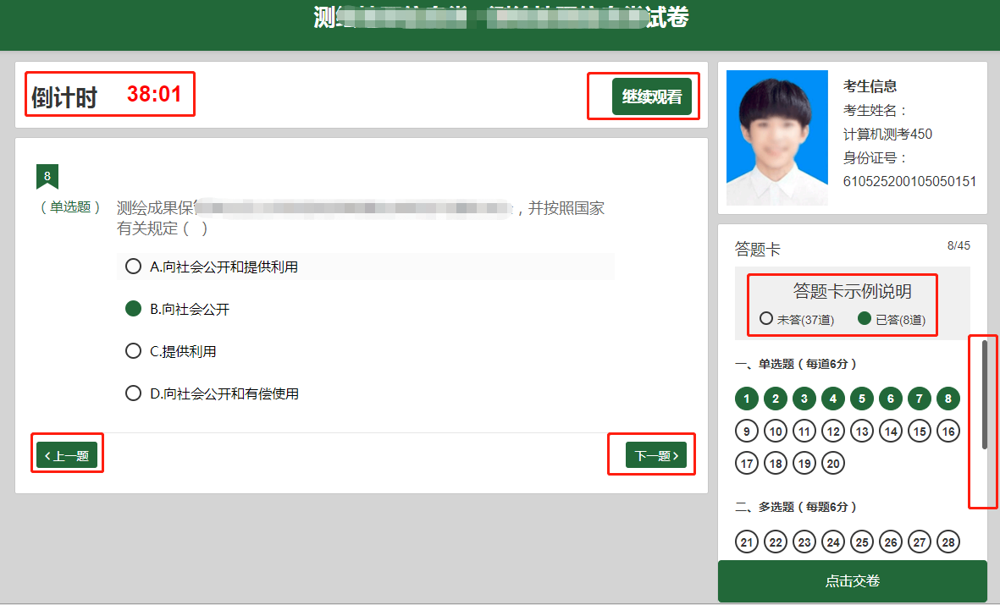 测 试卷
倒计时 38:01
继续观看
8
（单选题） 测绘成果保 ，并按照国家
有关规定（ ）
A.向社会公开和提供利用
B.向社会公开
C.提供利用
D.向社会公开和有偿使用
上一题
下一题
考生信息
考生姓名：
计算机测考450
身份证号：
610525200105050151
答题卡 8/45
答题卡示例说明
未答(37道) 已答(8道)
一、单选题（每道6分）
1 2 3 4 5 6 7 8
9 10 11 12 13 14 15 16
17 18 19 20
二、多选题（每题6分）
21 22 23 24 25 26 27 28
点击交卷